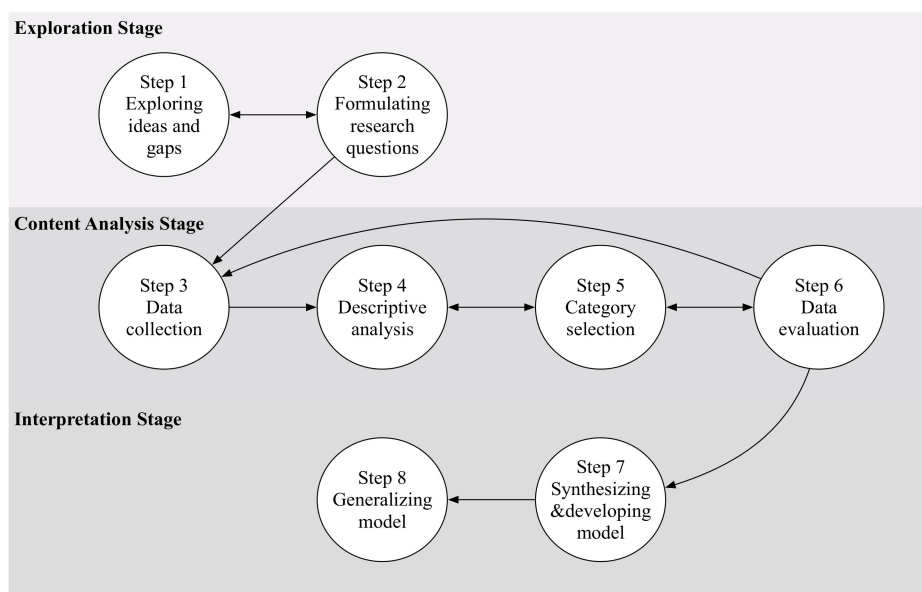 Exploration Stage
Step 1
Exploring
ideas and
gaps
Step 2
Formulating
research
questions
Content Analysis Stage
Step 3
Data
collection
Step 4
Descriptive
analysis
Step 5
Category
selection
Step 6
Data
evaluation
Interpretation Stage
Step 8
Generalizing
model
Step 7
Synthesizing
&developing
model